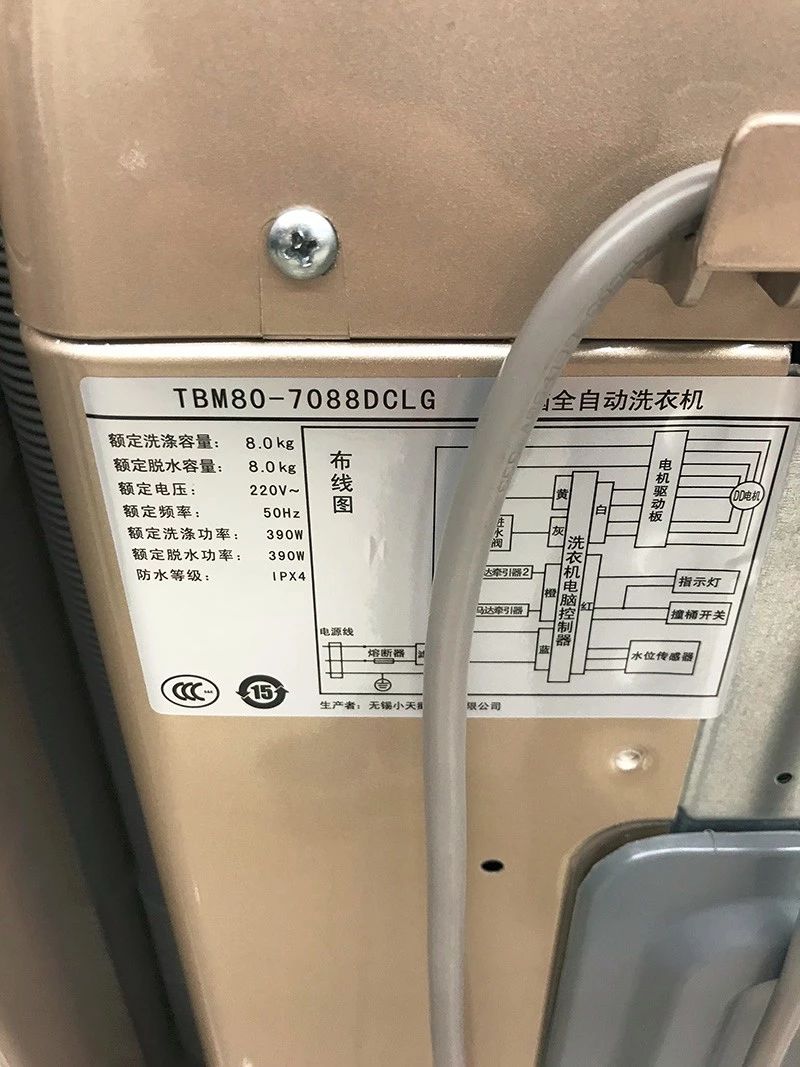 TBM80-7088DCLG 全自动洗衣机
额定洗涤容量: 8.0kg
额定脱水容量: 8.0kg
额定电压: 220V~
额定频率: 50Hz
额定洗涤功率: 390W
额定脱水功率: 390W
防水等级: IPX4
布线图
电机驱动板
DD电机
黄
白
灰
水阀
洗衣机电脑控制器
达牵引器2
橙
红
指示灯
马达牵引器
撞桶开关
蓝
水位传感器
电源线
熔断器
CCC
15
生产者: 无锡小天 限公司